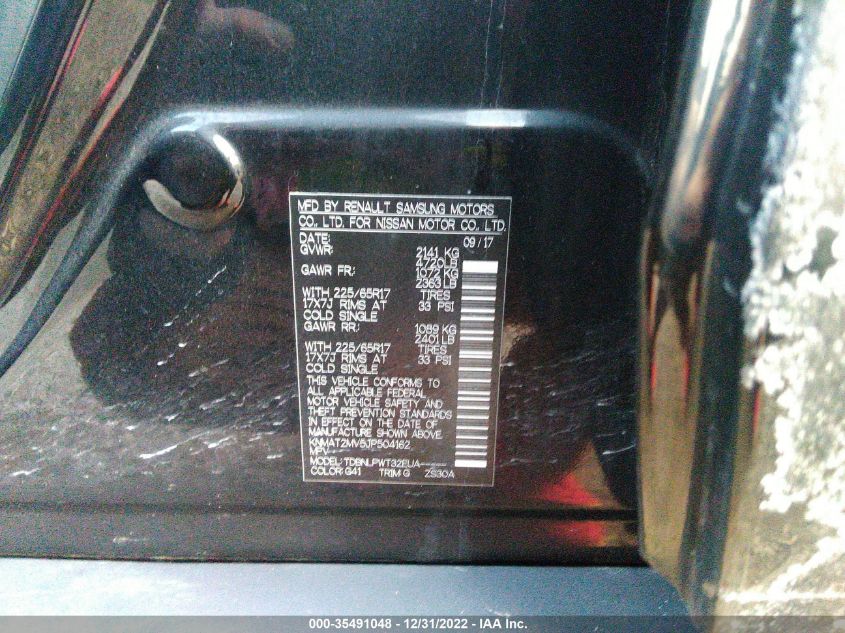 MFD BY RENAULT SAMSUNG MOTORS
CO., LTD. FOR NISSAN MOTOR CO., LTD.
DATE: 09/17
GVWR: 2141 KG
4720LB
GAWR FR: 1072 KG
2363 LB
WITH 225/65R17 TIRES
17X7J RIMS AT 33 PSI
COLD SINGLE
GAWR RR: 1089 KG
2401 LB
WITH 225/65R17 TIRES
17X7J RIMS AT 33 PSI
COLD SINGLE
THIS VEHICLE CONFORMS TO
ALL APPLICABLE FEDERAL
MOTOR VEHICLE SAFETY AND
THEFT PREVENTION STANDARDS
IN EFFECT ON THE DATE OF
MANUFACTURE SHOWN ABOVE.
KNMAT2MV5JP504162
MPV
MODEL: TDBNLPWT32EUA-----
COLOR: G41 TRIM: G ZS30A
000-35491048 - 12/31/2022 - IAA Inc.